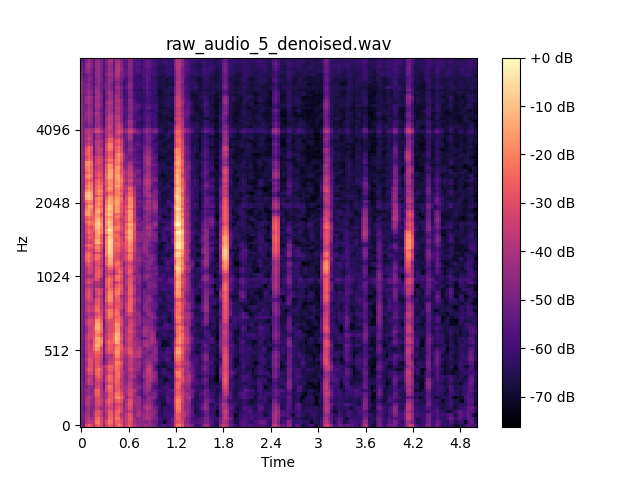 raw_audio_5_denoised.wav
Hz
4096
2048
1024
512
0
0 0.6 1.2 1.8 2.4 3 3.6 4.2 4.8
Time
+0 dB
-10 dB
-20 dB
-30 dB
-40 dB
-50 dB
-60 dB
-70 dB